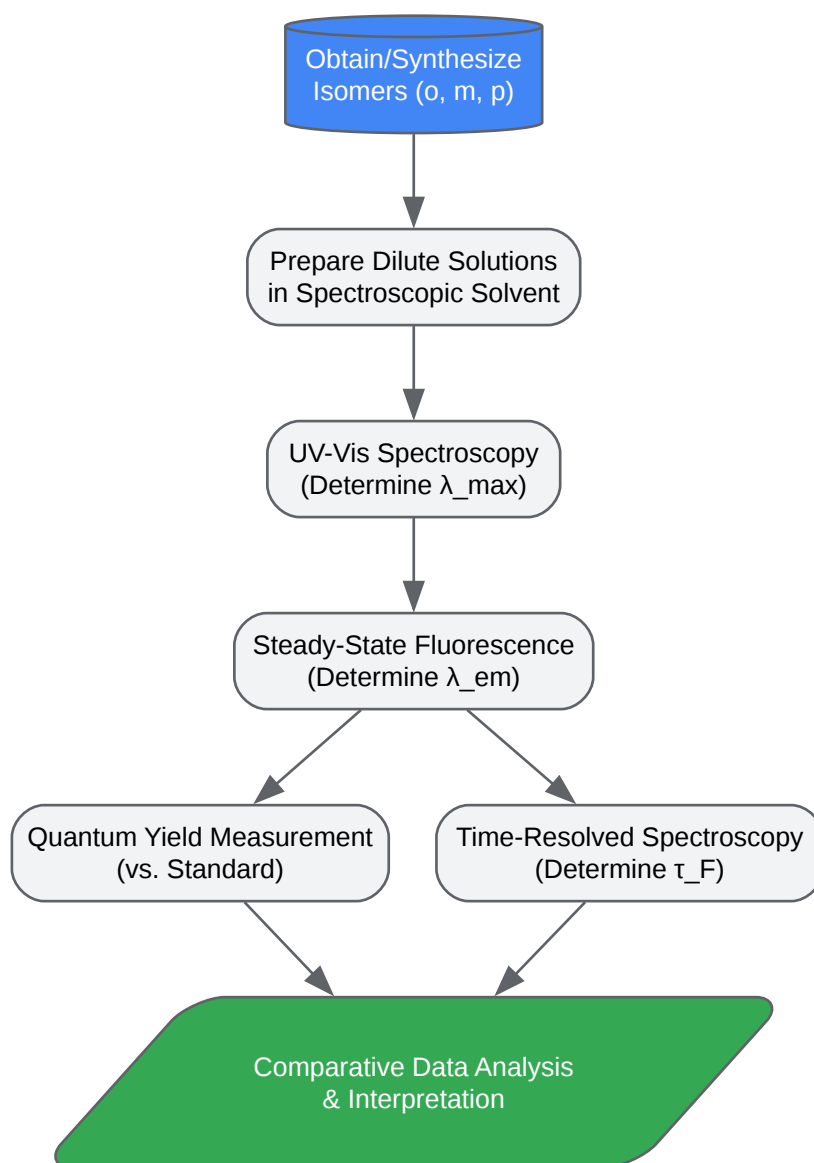 Obtain/Synthesize
Isomers (o, m, p)
Prepare Dilute Solutions
in Spectroscopic Solvent
UV-Vis Spectroscopy
(Determine λ_max)
Steady-State Fluorescence
(Determine λ_em)
Quantum Yield Measurement
(vs. Standard)
Time-Resolved Spectroscopy
(Determine τ_F)
Comparative Data Analysis
& Interpretation